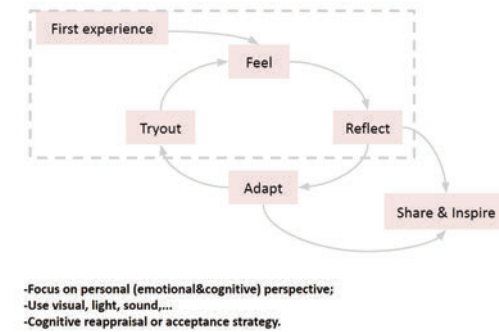 First experience
Feel
Tryout
Reflect
Adapt
Share & Inspire
-Focus on personal (emotional&cognitive) perspective;
-Use visual, light, sound,...
-Cognitive reappraisal or acceptance strategy.